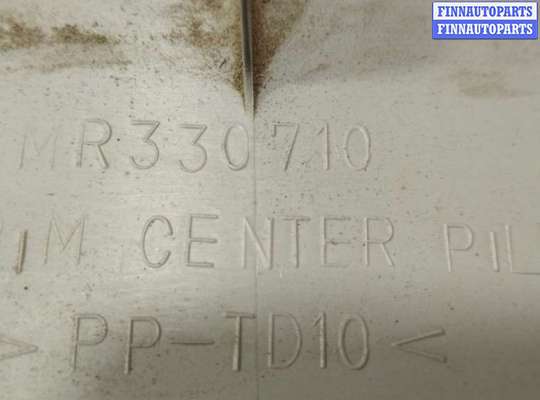 FINNAUTOPARTS
FINNAUTOPARTS
MR330710
IM CENTER PIL
>PP-TD10<